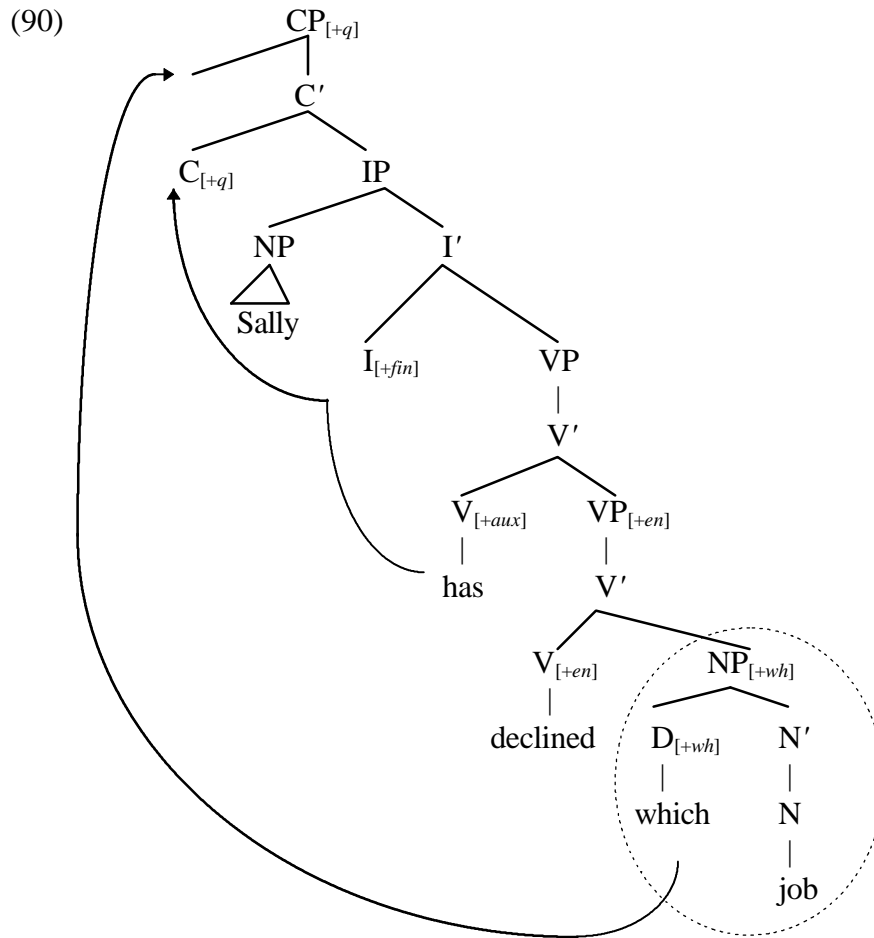 (90) CP[+q]
C′
C[+q] IP
NP I′
Sally
I[+fin] VP
V′
V[+aux] VP[+en]
has V′
V[+en] NP[+wh]
declined D[+wh] N′
which N
job